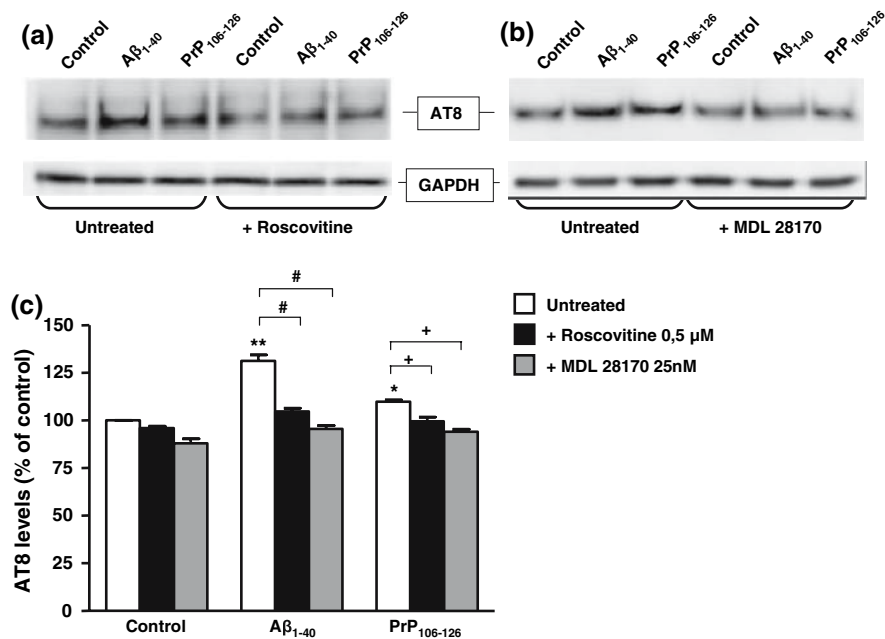 (a)
Control
Aβ1-40
PrP106-126
Control
Aβ1-40
PrP106-126
AT8
GAPDH
Untreated
+ Roscovitine
(b)
Control
Aβ1-40
PrP106-126
Control
Aβ1-40
PrP106-126
Untreated
+ MDL 28170
(c)
AT8 levels (% of control)
150
125
100
75
50
25
0
**
#
#
*
+
+
Control
Aβ1-40
PrP106-126
Untreated
+ Roscovitine 0,5 μM
+ MDL 28170 25nM